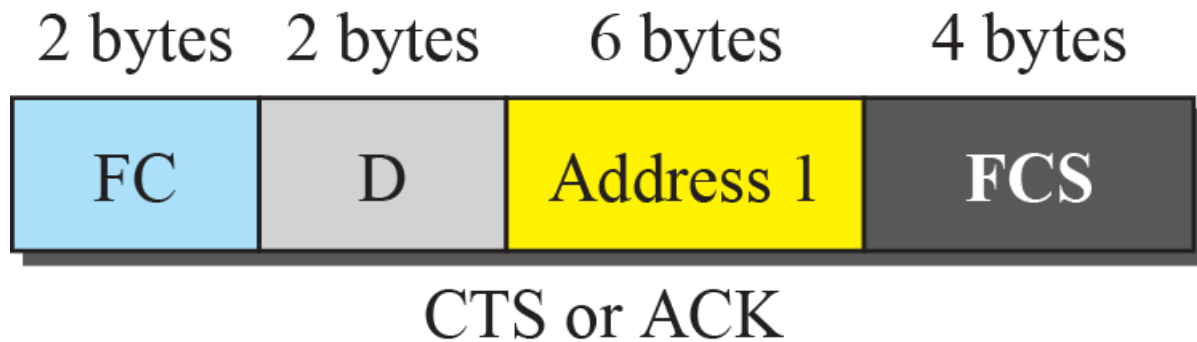 2 bytes 2 bytes 6 bytes 4 bytes
FC D Address 1 FCS
CTS or ACK